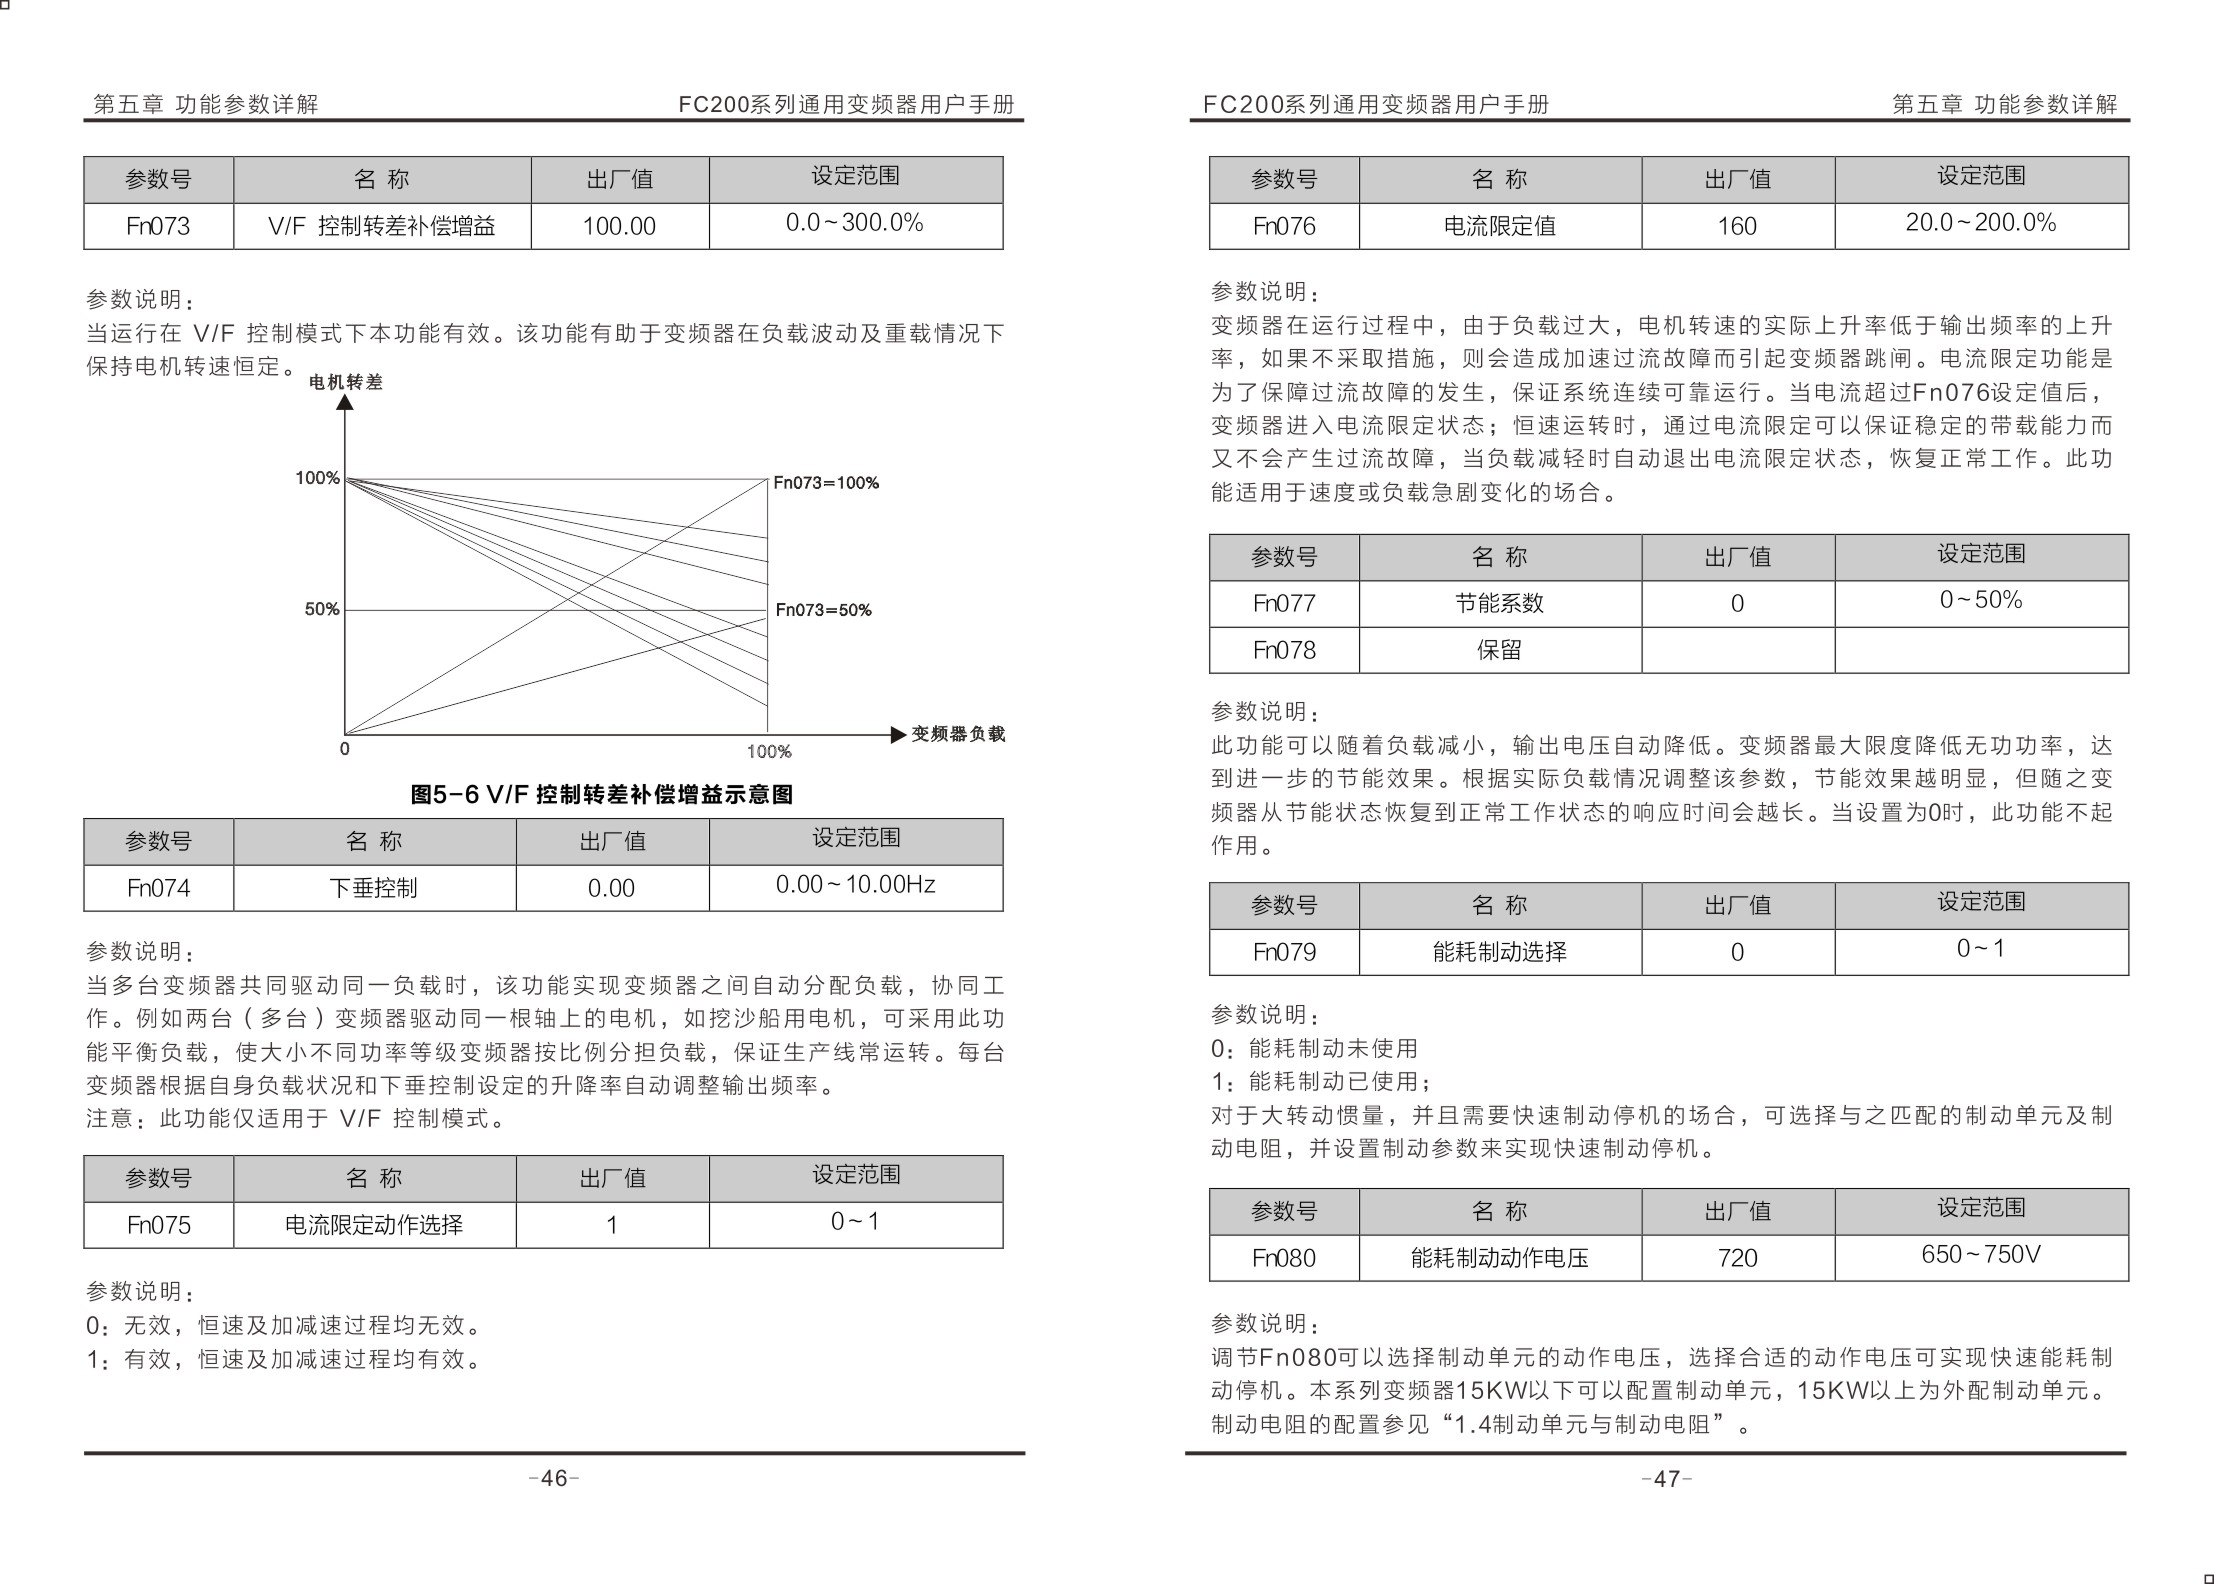 第五章 功能参数详解 FC200系列通用变频器用户手册
参数号 名 称 出厂值 设定范围
Fn073 V/F 控制转差补偿增益 100.00 0.0~300.0%
参数说明：
当运行在 V/F 控制模式下本功能有效。该功能有助于变频器在负载波动及重载情况下
保持电机转速恒定。
电机转差
100%
Fn073=100%
50%
Fn073=50%
变频器负载
0
100%
图5-6 V/F 控制转差补偿增益示意图
参数号 名 称 出厂值 设定范围
Fn074 下垂控制 0.00 0.00~10.00Hz
参数说明：
当多台变频器共同驱动同一负载时，该功能实现变频器之间自动分配负载，协同工
作。例如两台（多台）变频器驱动同一根轴上的电机，如挖沙船用电机，可采用此功
能平衡负载，使大小不同功率等级变频器按比例分担负载，保证生产线常运转。每台
变频器根据自身负载状况和下垂控制设定的升降率自动调整输出频率。
注意：此功能仅适用于 V/F 控制模式。
参数号 名 称 出厂值 设定范围
Fn075 电流限定动作选择 1 0~1
参数说明：
0：无效，恒速及加减速过程均无效。
1：有效，恒速及加减速过程均有效。
-46-
FC200系列通用变频器用户手册 第五章 功能参数详解
参数号 名 称 出厂值 设定范围
Fn076 电流限定值 160 20.0~200.0%
参数说明：
变频器在运行过程中，由于负载过大，电机转速的实际上升率低于输出频率的上升
率，如果不采取措施，则会造成加速过流故障而引起变频器跳闸。电流限定功能是
为了保障过流故障的发生，保证系统连续可靠运行。当电流超过Fn076设定值后，
变频器进入电流限定状态；恒速运转时，通过电流限定可以保证稳定的带载能力而
又不会产生过流故障，当负载减轻时自动退出电流限定状态，恢复正常工作。此功
能适用于速度或负载急剧变化的场合。
参数号 名 称 出厂值 设定范围
Fn077 节能系数 0 0~50%
Fn078 保留
参数说明：
此功能可以随着负载减小，输出电压自动降低。变频器最大限度降低无功功率，达
到进一步的节能效果。根据实际负载情况调整该参数，节能效果越明显，但随之变
频器从节能状态恢复到正常工作状态的响应时间会越长。当设置为0时，此功能不起
作用。
参数号 名 称 出厂值 设定范围
Fn079 能耗制动选择 0 0~1
参数说明：
0：能耗制动未使用
1：能耗制动已使用；
对于大转动惯量，并且需要快速制动停机的场合，可选择与之匹配的制动单元及制
动电阻，并设置制动参数来实现快速制动停机。
参数号 名 称 出厂值 设定范围
Fn080 能耗制动动作电压 720 650~750V
参数说明：
调节Fn080可以选择制动单元的动作电压，选择合适的动作电压可实现快速能耗制
动停机。本系列变频器15KW以下可以配置制动单元，15KW以上为外配制动单元。
制动电阻的配置参见“1.4制动单元与制动电阻”。
-47-